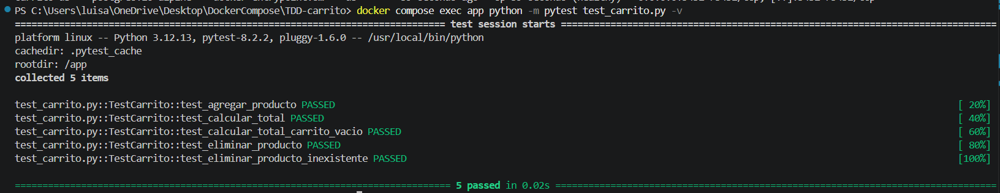 PS C:\Users\luisa\OneDrive\Desktop\DockerCompose\TDD-carrito> docker compose exec app python -m pytest test_carrito.py -v
============================== test session starts ==============================
platform linux -- Python 3.12.13, pytest-8.2.2, pluggy-1.6.0 -- /usr/local/bin/python
cachedir: .pytest_cache
rootdir: /app
collected 5 items
test_carrito.py::TestCarrito::test_agregar_producto PASSED [ 20%]
test_carrito.py::TestCarrito::test_calcular_total PASSED [ 40%]
test_carrito.py::TestCarrito::test_calcular_total_carrito_vacio PASSED [ 60%]
test_carrito.py::TestCarrito::test_eliminar_producto PASSED [ 80%]
test_carrito.py::TestCarrito::test_eliminar_producto_inexistente PASSED [100%]
============================== 5 passed in 0.02s ==============================